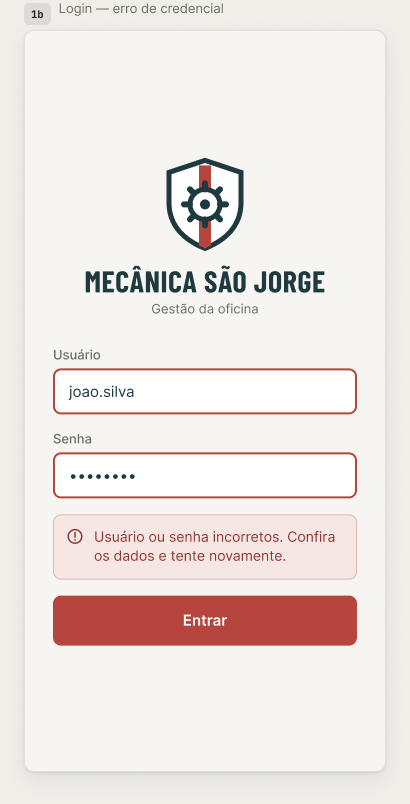 1b Login — erro de credencial
MECÂNICA SÃO JORGE
Gestão da oficina
Usuário
joao.silva
Senha
••••••••
Usuário ou senha incorretos. Confira
os dados e tente novamente.
Entrar